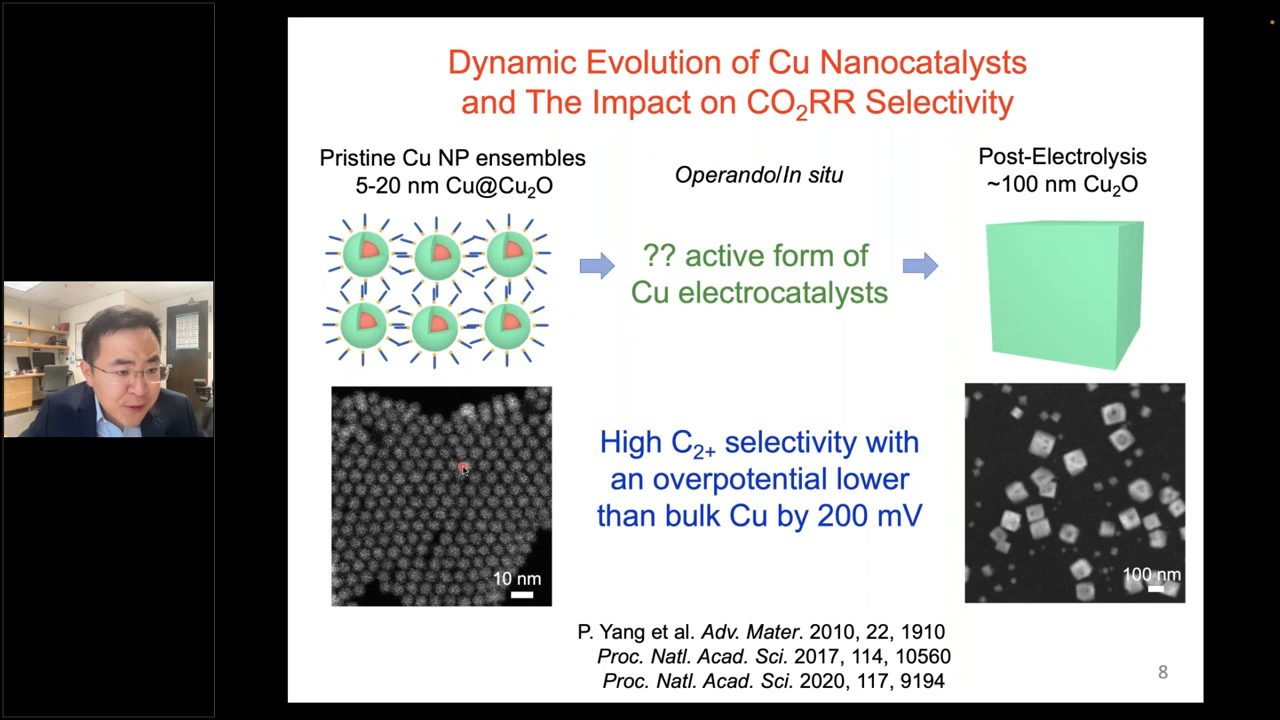 Dynamic Evolution of Cu Nanocatalysts
and The Impact on CO₂RR Selectivity
Pristine Cu NP ensembles
5-20 nm Cu@Cu₂O
Operando/In situ
Post-Electrolysis
~100 nm Cu₂O
?? active form of
Cu electrocatalysts
High C₂₊ selectivity with
an overpotential lower
than bulk Cu by 200 mV
10 nm
100 nm
P. Yang et al. Adv. Mater. 2010, 22, 1910
Proc. Natl. Acad. Sci. 2017, 114, 10560
Proc. Natl. Acad. Sci. 2020, 117, 9194
8